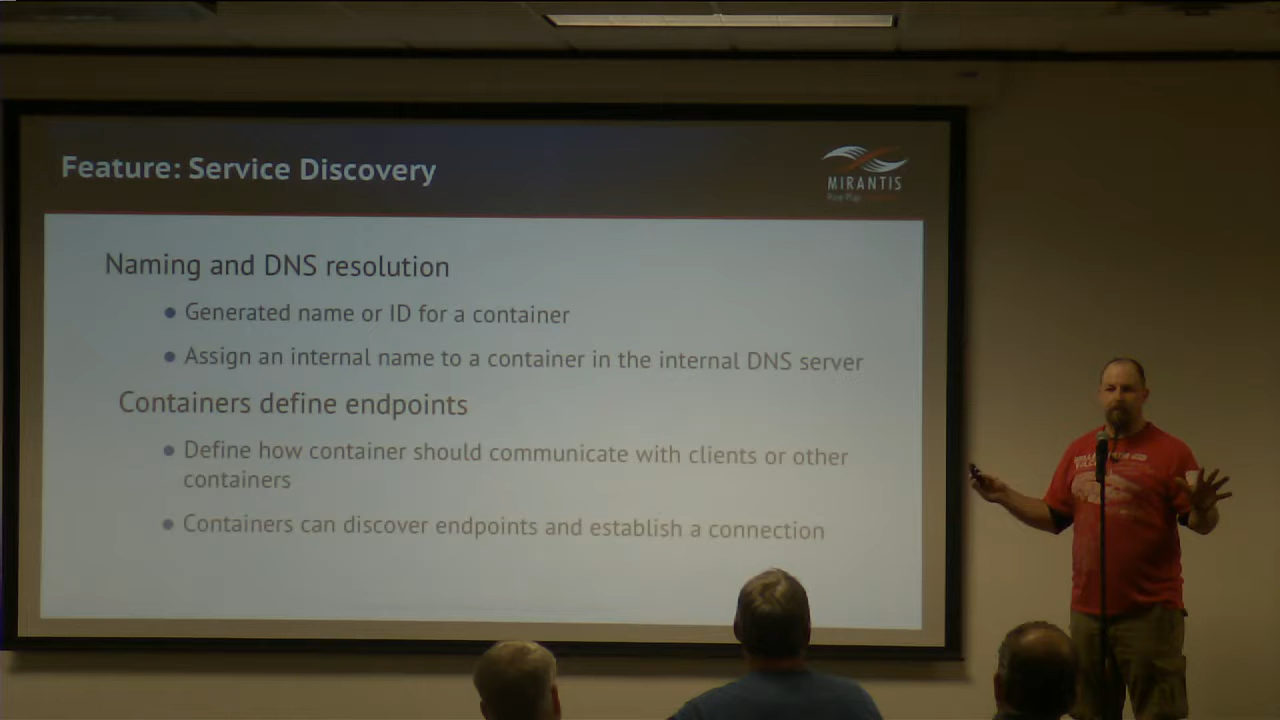 Feature: Service Discovery
MIRANTIS
Pure Play
Naming and DNS resolution
Generated name or ID for a container
Assign an internal name to a container in the internal DNS server
Containers define endpoints
Define how container should communicate with clients or other
containers
Containers can discover endpoints and establish a connection